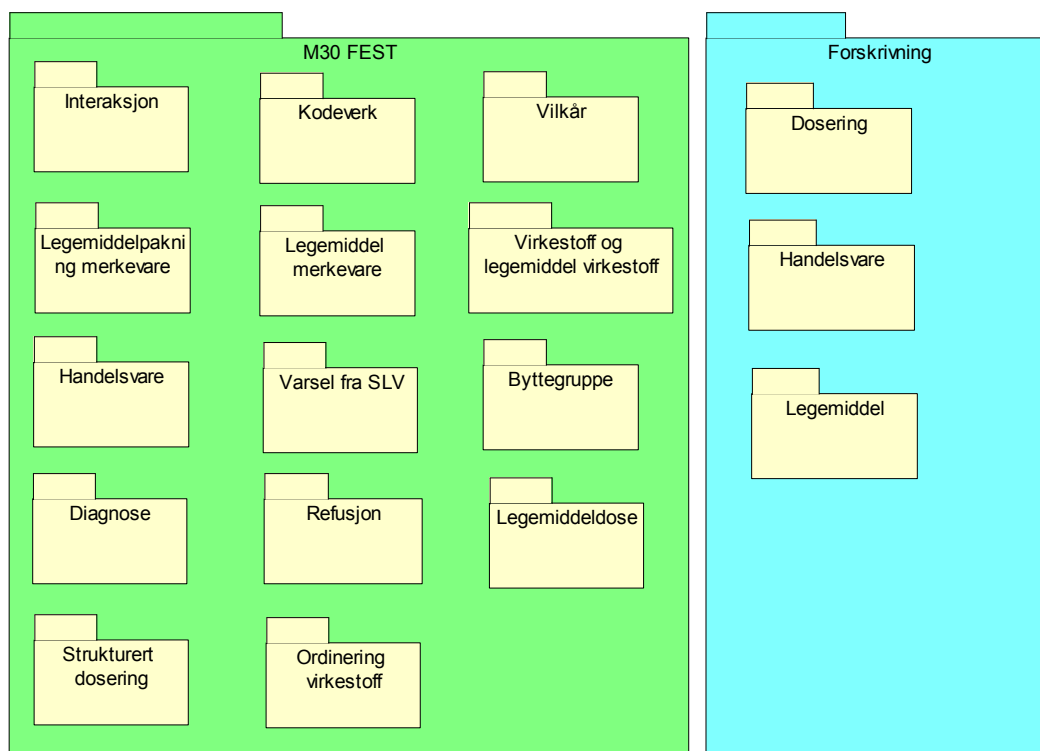 M30 FEST
Interaksjon
Kodeverk
Vilkår
Legemiddelpakni
ng merkevare
Legemiddel
merkevare
Virkestoff og
legemiddel virkestoff
Handelsvare
Varsel fra SLV
Byttegruppe
Diagnose
Refusjon
Legemiddeldose
Strukturert
dosering
Ordinering
virkestoff
Forskrivning
Dosering
Handelsvare
Legemiddel